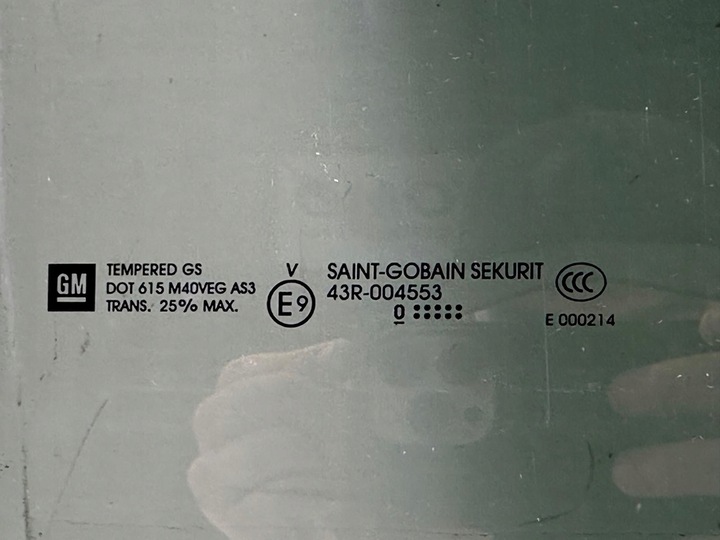 GM
TEMPERED GS
DOT 615 M40VEG AS3
TRANS. 25% MAX.
V
E9
SAINT-GOBAIN SEKURIT
43R-004553
0
CCC
E 000214